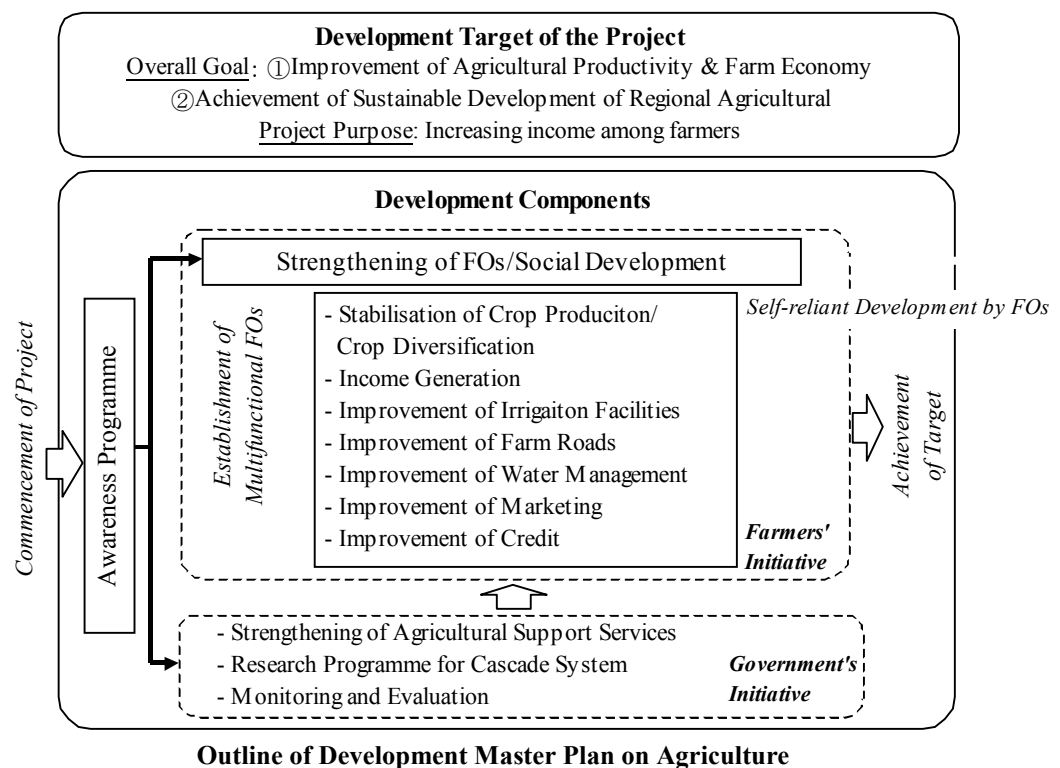 Development Target of the Project
Overall Goal: ①Improvement of Agricultural Productivity & Farm Economy
②Achievement of Sustainable Development of Regional Agricultural
Project Purpose: Increasing income among farmers
Development Components
Strengthening of FOs/Social Development
Commencement of Project
Awareness Programme
Establishment of
Multifunctional FOs
- Stabilisation of Crop Produciton/
Crop Diversification
- Income Generation
- Improvement of Irrigaiton Facilities
- Improvement of Farm Roads
- Improvement of Water Management
- Improvement of Marketing
- Improvement of Credit
Self-reliant Development by FOs
Farmers'
Initiative
Achievement
of Target
- Strengthening of Agricultural Support Services
- Research Programme for Cascade System
- Monitoring and Evaluation
Government's
Initiative
Outline of Development Master Plan on Agriculture